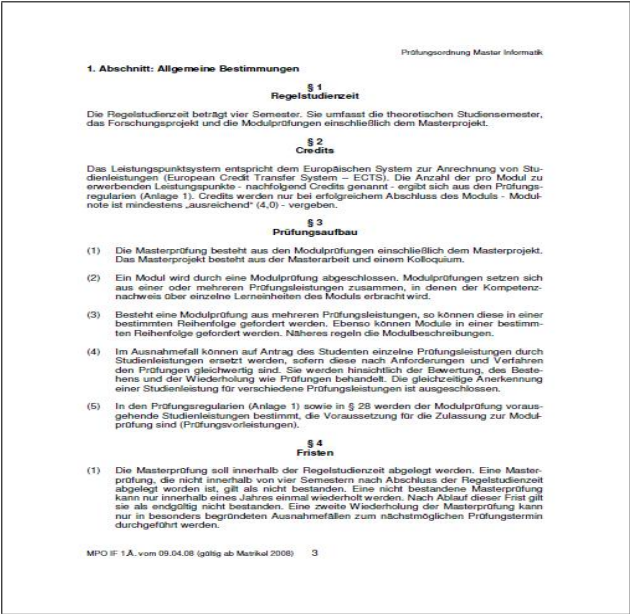 Prüfungsordnung Master Informatik
1. Abschnitt: Allgemeine Bestimmungen
§ 1
Regelstudienzeit
Die Regelstudienzeit beträgt vier Semester. Sie umfasst die theoretischen Studiensemester,
das Forschungsprojekt und die Modulprüfungen einschließlich dem Masterprojekt.
§ 2
Credits
Das Leistungspunktsystem entspricht dem Europäischen System zur Anrechnung von Stu-
dienleistungen (European Credit Transfer System – ECTS). Die Anzahl der pro Modul zu
erwerbenden Leistungspunkte - nachfolgend Credits genannt - ergibt sich aus den Prüfungs-
regularien (Anlage 1). Credits werden nur bei erfolgreichem Abschluss des Moduls - Modul-
note ist mindestens „ausreichend“ (4,0) - vergeben.
§ 3
Prüfungsaufbau
(1) Die Masterprüfung besteht aus den Modulprüfungen einschließlich dem Masterprojekt.
Das Masterprojekt besteht aus der Masterarbeit und einem Kolloquium.
(2) Ein Modul wird durch eine Modulprüfung abgeschlossen. Modulprüfungen setzen sich
aus einer oder mehreren Prüfungsleistungen zusammen, in denen der Kompetenz-
nachweis über einzelne Lerneinheiten des Moduls erbracht wird.
(3) Besteht eine Modulprüfung aus mehreren Prüfungsleistungen, so können diese in einer
bestimmten Reihenfolge gefordert werden. Ebenso können Module in einer bestimm-
ten Reihenfolge gefordert werden. Näheres regeln die Modulbeschreibungen.
(4) Im Ausnahmefall können auf Antrag des Studenten einzelne Prüfungsleistungen durch
Studienleistungen ersetzt werden, sofern diese nach Anforderungen und Verfahren
den Prüfungen gleichwertig sind. Sie werden hinsichtlich der Bewertung, des Beste-
hens und der Wiederholung wie Prüfungen behandelt. Die gleichzeitige Anerkennung
einer Studienleistung für verschiedene Prüfungsleistungen ist ausgeschlossen.
(5) In den Prüfungsregularien (Anlage 1) sowie in § 28 werden der Modulprüfung voraus-
gehende Studienleistungen bestimmt, die Voraussetzung für die Zulassung zur Modul-
prüfung sind (Prüfungsvorleistungen).
§ 4
Fristen
(1) Die Masterprüfung soll innerhalb der Regelstudienzeit abgelegt werden. Eine Master-
prüfung, die nicht innerhalb von vier Semestern nach Abschluss der Regelstudienzeit
abgelegt worden ist, gilt als nicht bestanden. Eine nicht bestandene Masterprüfung
kann nur innerhalb eines Jahres einmal wiederholt werden. Nach Ablauf dieser Frist gilt
sie als endgültig nicht bestanden. Eine zweite Wiederholung der Masterprüfung kann
nur in besonders begründeten Ausnahmefällen zum nächstmöglichen Prüfungstermin
durchgeführt werden.
MPO IF 1.Ä. vom 09.04.08 (gültig ab Matrikel 2008) 3